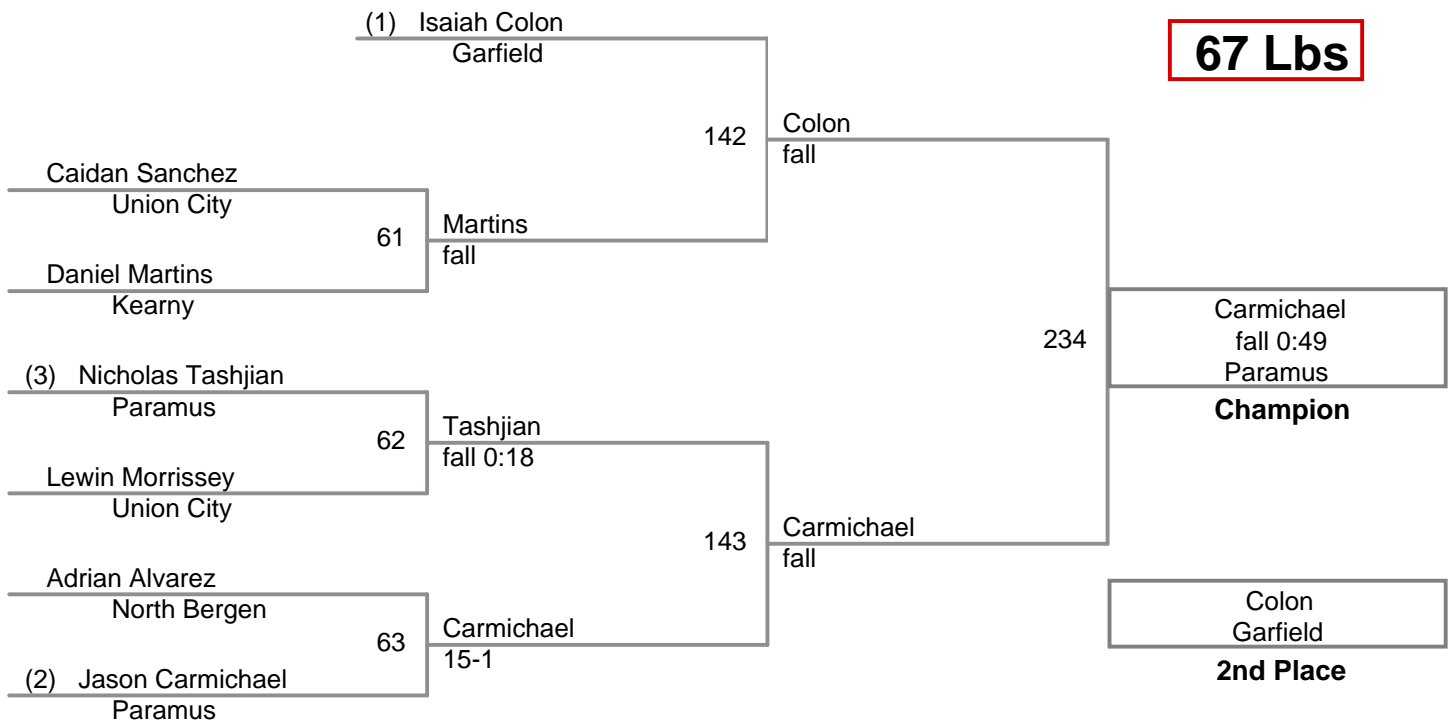 (1) Isaiah Colon
Garfield
67 Lbs
142
Colon
fall
Caidan Sanchez
Union City
61
Martins
fall
Daniel Martins
Kearny
234
Carmichael
fall 0:49
Paramus
Champion
(3) Nicholas Tashjian
Paramus
62
Tashjian
fall 0:18
Lewin Morrissey
Union City
143
Carmichael
fall
Adrian Alvarez
North Bergen
63
Carmichael
15-1
(2) Jason Carmichael
Paramus
Colon
Garfield
2nd Place